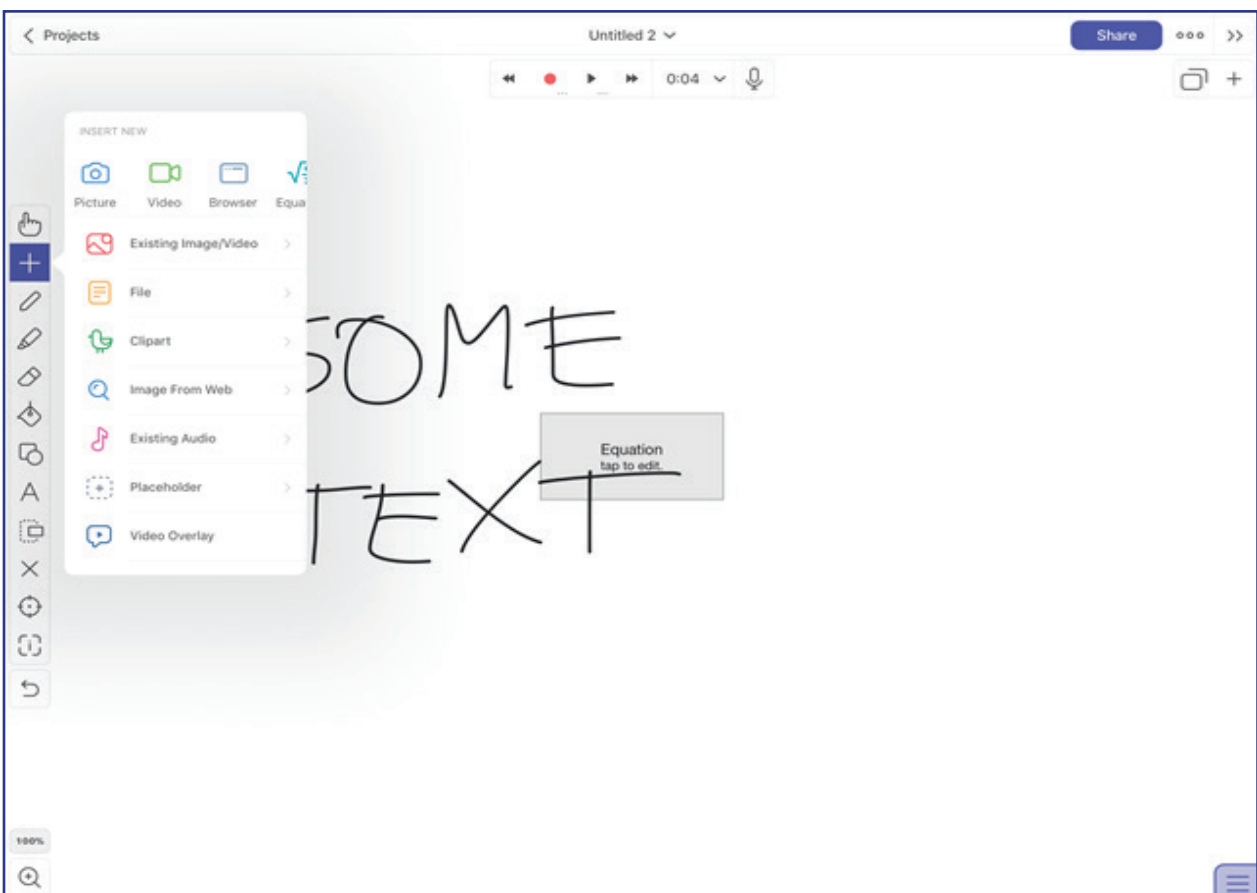 Projects
Untitled 2
Share
0:04
INSERT NEW
Picture Video Browser Equa
Existing Image/Video
File
Clipart
Image From Web
Existing Audio
Placeholder
Video Overlay
SOME
Equation
tap to edit.
TEXT
A
100%